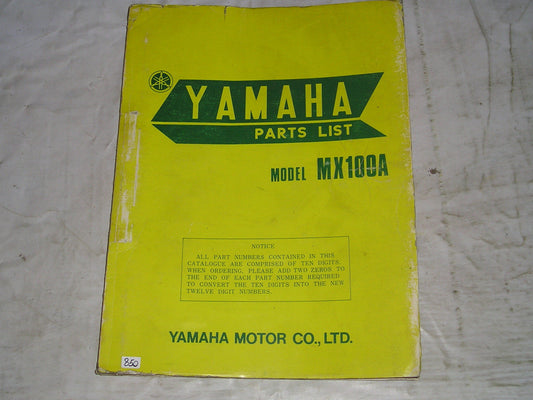 YAMAHA
PARTS LIST
MODEL MX100A
NOTICE
ALL PART NUMBERS CONTAINED IN THIS
CATALOGUE ARE COMPRISED OF TEN DIGITS.
WHEN ORDERING, PLEASE ADD TWO ZEROS TO
THE END OF EACH PART NUMBER REQUIRED
TO CONVERT THE TEN DIGITS INTO THE NEW
TWELVE DIGIT NUMBERS.
YAMAHA MOTOR CO., LTD.
850